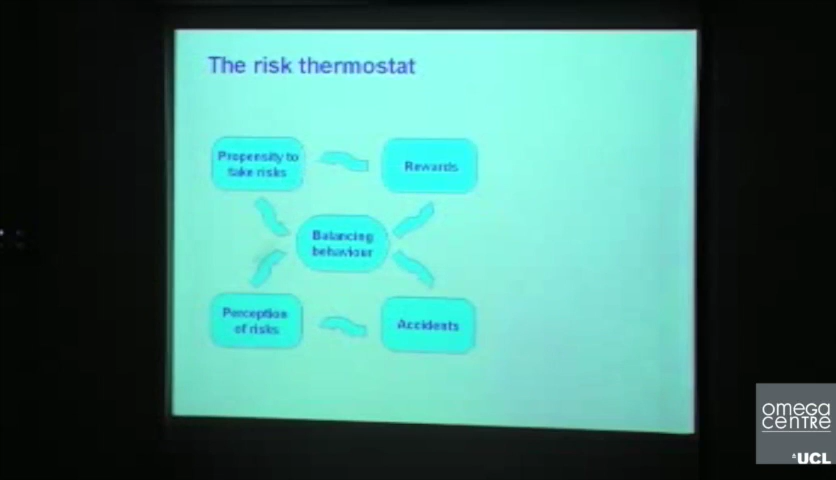 The risk thermostat
Propensity to
take risks
Rewards
Balancing
behaviour
Perception
of risks
Accidents
omega
centre
UCL